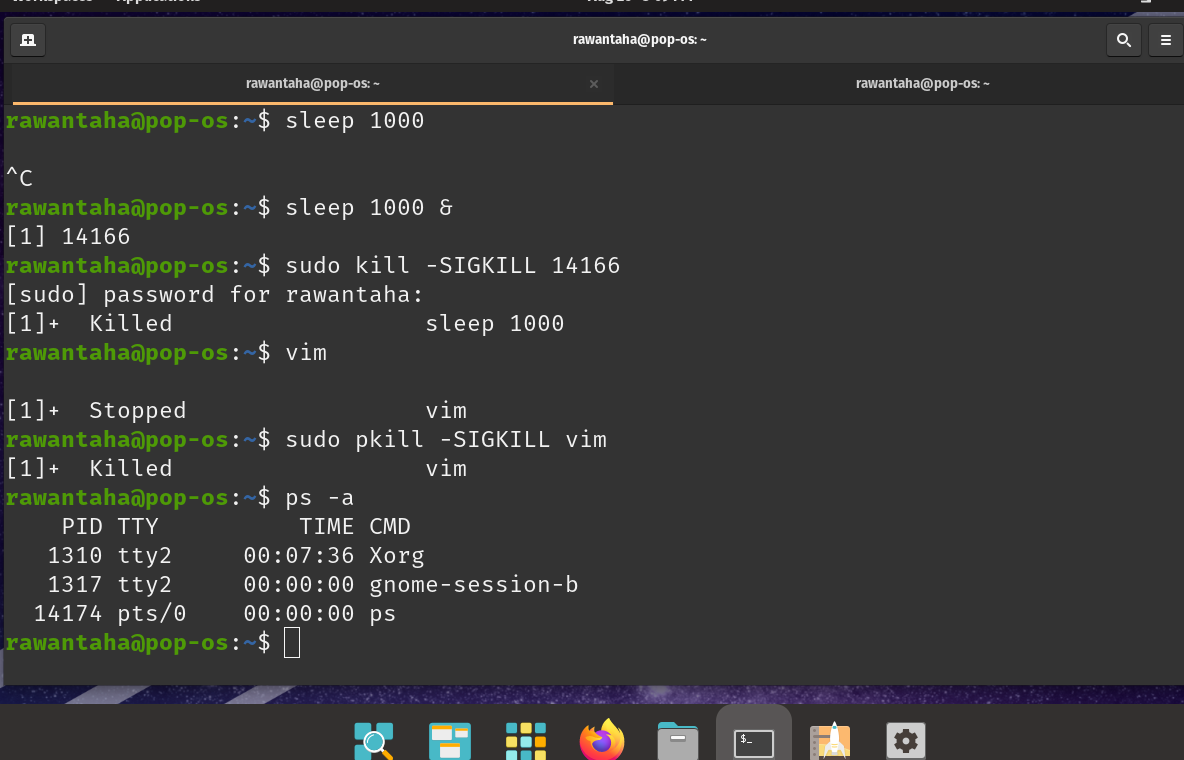 Workspaces Applications
rawantaha@pop-os: ~
rawantaha@pop-os: ~ ×
rawantaha@pop-os: ~
rawantaha@pop-os:~$ sleep 1000
^C
rawantaha@pop-os:~$ sleep 1000 &
[1] 14166
rawantaha@pop-os:~$ sudo kill -SIGKILL 14166
[sudo] password for rawantaha:
[1]+  Killed                  sleep 1000
rawantaha@pop-os:~$ vim
[1]+  Stopped                 vim
rawantaha@pop-os:~$ sudo pkill -SIGKILL vim
[1]+  Killed                  vim
rawantaha@pop-os:~$ ps -a
    PID TTY          TIME CMD
   1310 tty2     00:07:36 Xorg
   1317 tty2     00:00:00 gnome-session-b
  14174 pts/0    00:00:00 ps
rawantaha@pop-os:~$
$_